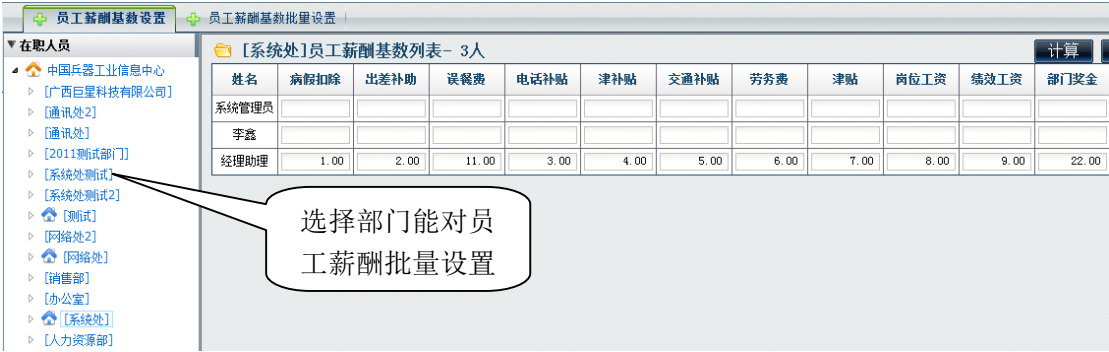 员工薪酬基数设置 员工薪酬基数批量设置
在职人员
中国兵器工业信息中心
[广西巨星科技有限公司]
[通讯处2]
[通讯处]
[2011测试部门]
[系统处测试]
[系统处测试2]
[测试]
[网络处2]
[网络处]
[销售部]
[办公室]
[系统处]
[人力资源部]
[系统处]员工薪酬基数列表- 3人
计算
姓名 病假扣除 出差补助 误餐费 电话补贴 津补贴 交通补贴 劳务费 津贴 岗位工资 绩效工资 部门奖金
系统管理员
李鑫
经理助理 1.00 2.00 11.00 3.00 4.00 5.00 6.00 7.00 8.00 9.00 22.00
选择部门能对员
工薪酬批量设置